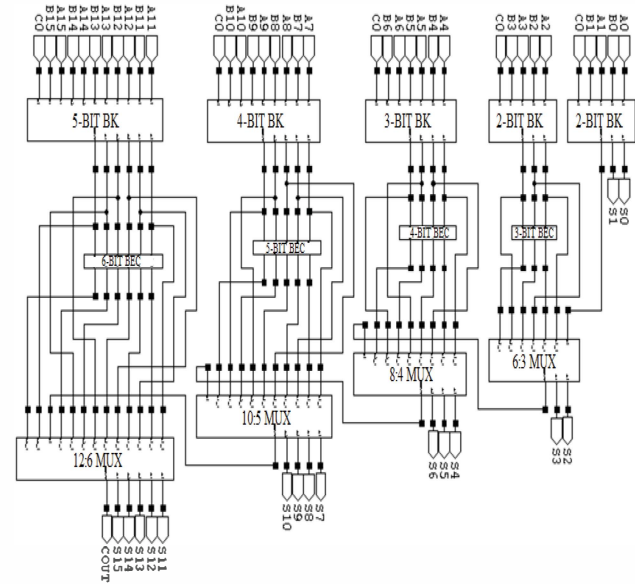 C0
B15
A15
B14
A14
B13
A13
B12
A12
B11
A11
C0
B10
A10
B9
A9
B8
A8
B7
A7
C0
B6
A6
B5
A5
B4
A4
C0
B3
A3
B2
A2
C0
B1
A1
B0
A0
5-BIT BK
4-BIT BK
3-BIT BK
2-BIT BK
2-BIT BK
S1
S0
6-BIT BEC
5-BIT BEC
4-BIT BEC
3-BIT BEC
12:6 MUX
10:5 MUX
8:4 MUX
6:3 MUX
COUT
S15
S14
S13
S12
S11
S10
S9
S8
S7
S6
S5
S4
S3
S2